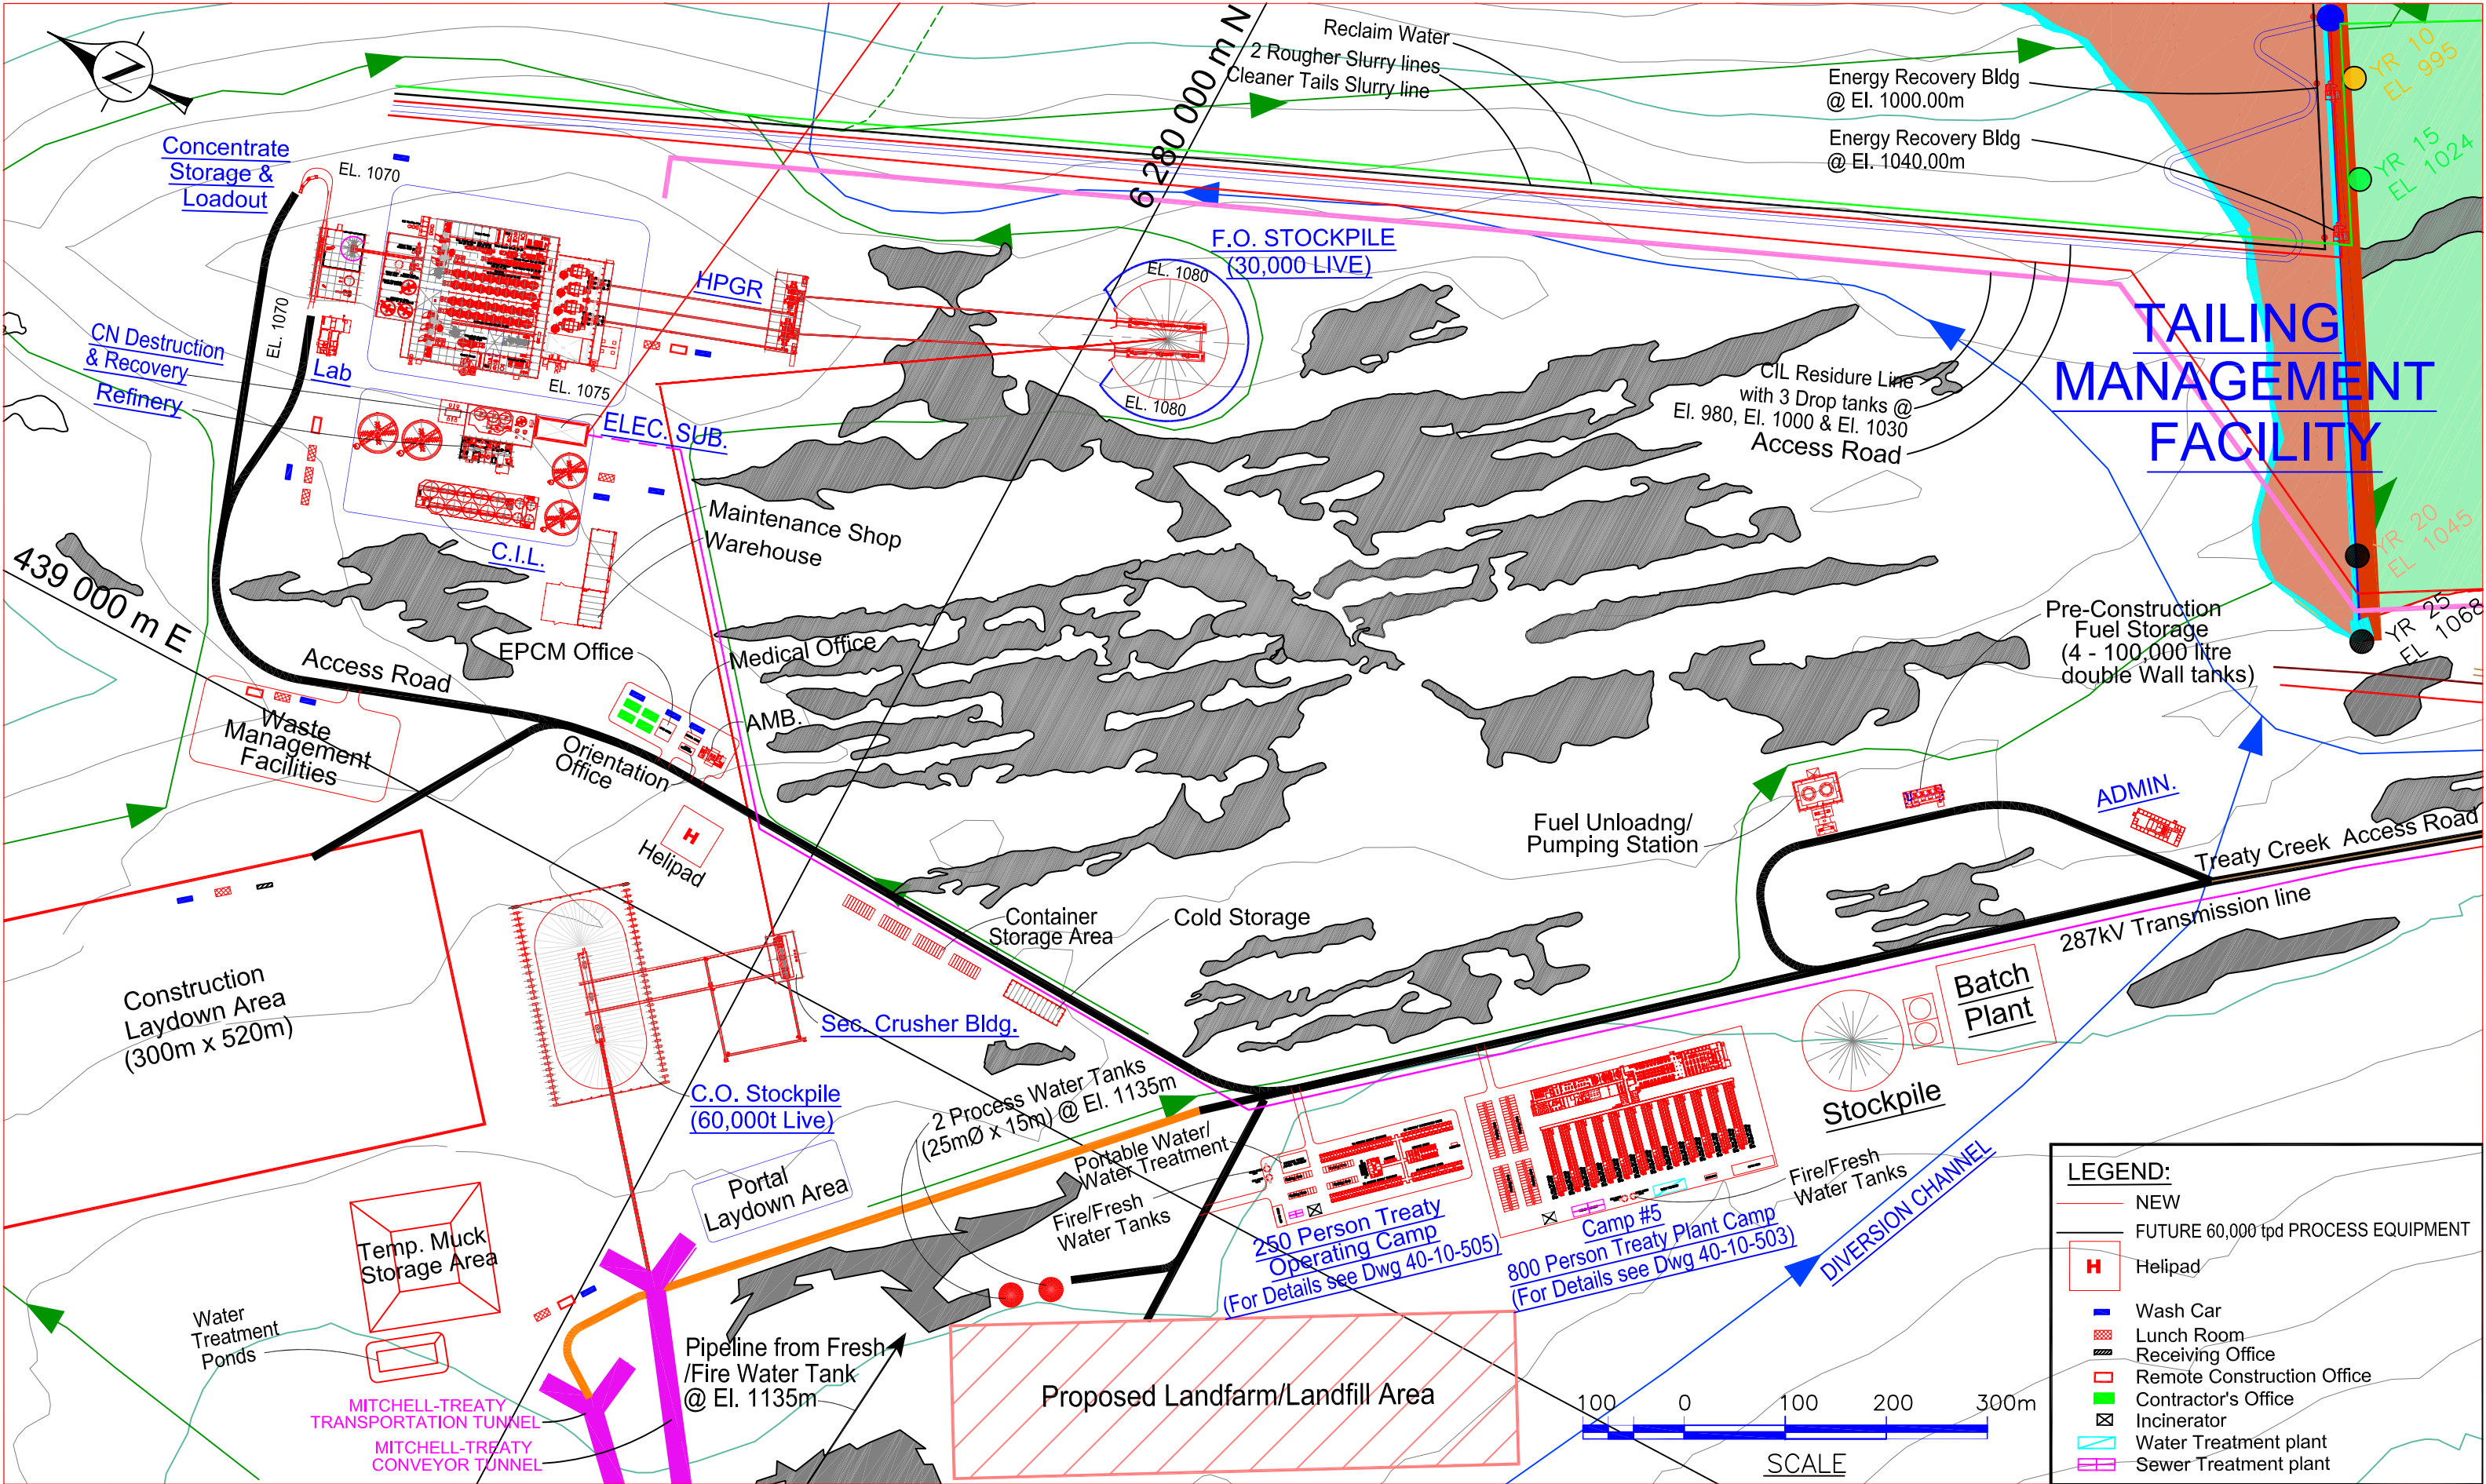 N
Reclaim Water
2 Rougher Slurry lines
Cleaner Tails Slurry line
6 280 000 m N
Energy Recovery Bldg
@ El. 1000.00m
Energy Recovery Bldg
@ El. 1040.00m
YR 10
EL 995
YR 15
EL 1024
YR 20
EL 1045
YR 25
EL 1068
Concentrate
Storage &
Loadout
EL. 1070
EL. 1070
HPGR
F.O. STOCKPILE
(30,000 LIVE)
EL. 1080
EL. 1080
TAILING
MANAGEMENT
FACILITY
CN Destruction
& Recovery
Refinery
Lab
EL. 1075
ELEC. SUB.
C.I.L.
CIL Residure Line
with 3 Drop tanks @
El. 980, El. 1000 & El. 1030
Access Road
Maintenance Shop
Warehouse
439 000 m E
Access Road
EPCM Office
Medical Office
AMB.
Waste
Management
Facilities
Orientation
Office
H
Helipad
Pre-Construction
Fuel Storage
(4 - 100,000 litre
double Wall tanks)
Fuel Unloadng/
Pumping Station
ADMIN.
Treaty Creek Access Road
287kV Transmission line
Container
Storage Area
Cold Storage
Construction
Laydown Area
(300m x 520m)
Sec. Crusher Bldg.
C.O. Stockpile
(60,000t Live)
Batch
Plant
Stockpile
2 Process Water Tanks
(25mØ x 15m) @ El. 1135m
Portable Water/
Water Treatment
Fire/Fresh
Water Tanks
Portal
Laydown Area
Temp. Muck
Storage Area
Water
Treatment
Ponds
250 Person Treaty
Operating Camp
(For Details see Dwg 40-10-505)
Camp #5
800 Person Treaty Plant Camp
(For Details see Dwg 40-10-503)
Fire/Fresh
Water Tanks
DIVERSION CHANNEL
Pipeline from Fresh
/Fire Water Tank
@ El. 1135m
MITCHELL-TREATY
TRANSPORTATION TUNNEL
MITCHELL-TREATY
CONVEYOR TUNNEL
Proposed Landfarm/Landfill Area
100 0 100 200 300m
SCALE
LEGEND:
NEW
FUTURE 60,000 tpd PROCESS EQUIPMENT
H
Helipad
Wash Car
Lunch Room
Receiving Office
Remote Construction Office
Contractor's Office
Incinerator
Water Treatment plant
Sewer Treatment plant